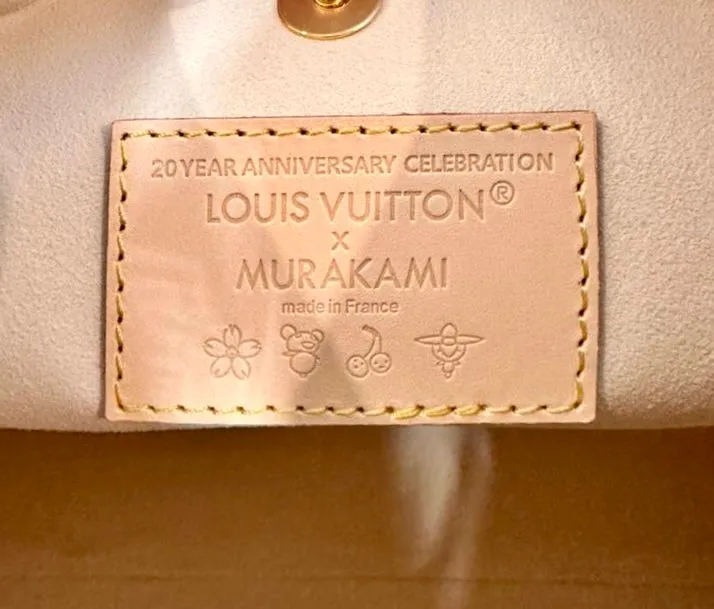 20 YEAR ANNIVERSARY CELEBRATION
LOUIS VUITTON®
x
MURAKAMI
made in France